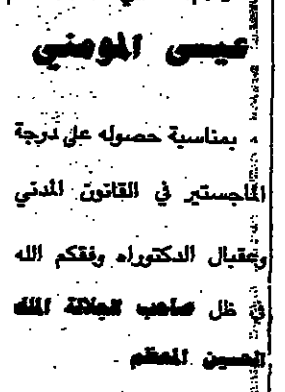 عيسى المومني
بمناسبة حصوله على درجة
الماجستير في القانون المدني
وعقبال الدكتوراه وفقكم الله
في ظل صاحب الجلالة الملك
الحسين المعظم